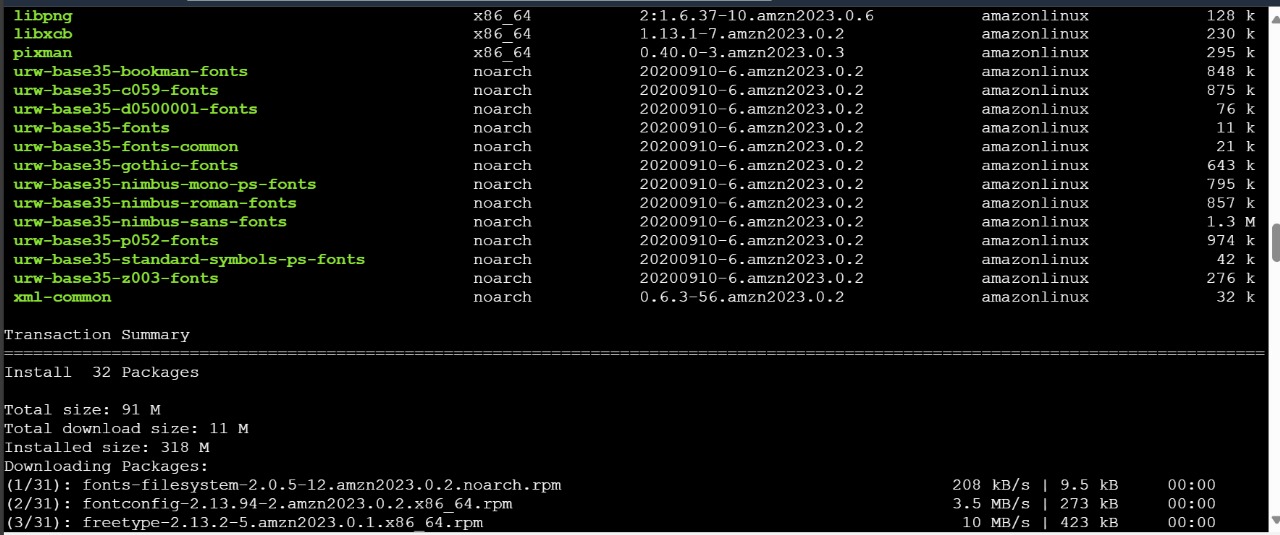 libpng x86_64 2:1.6.37-10.amzn2023.0.6 amazonlinux 128 k
libxcb x86_64 1.13.1-7.amzn2023.0.2 amazonlinux 230 k
pixman x86_64 0.40.0-3.amzn2023.0.3 amazonlinux 295 k
urw-base35-bookman-fonts noarch 20200910-6.amzn2023.0.2 amazonlinux 848 k
urw-base35-c059-fonts noarch 20200910-6.amzn2023.0.2 amazonlinux 875 k
urw-base35-d050000l-fonts noarch 20200910-6.amzn2023.0.2 amazonlinux 76 k
urw-base35-fonts noarch 20200910-6.amzn2023.0.2 amazonlinux 11 k
urw-base35-fonts-common noarch 20200910-6.amzn2023.0.2 amazonlinux 21 k
urw-base35-gothic-fonts noarch 20200910-6.amzn2023.0.2 amazonlinux 643 k
urw-base35-nimbus-mono-ps-fonts noarch 20200910-6.amzn2023.0.2 amazonlinux 795 k
urw-base35-nimbus-roman-fonts noarch 20200910-6.amzn2023.0.2 amazonlinux 857 k
urw-base35-nimbus-sans-fonts noarch 20200910-6.amzn2023.0.2 amazonlinux 1.3 M
urw-base35-p052-fonts noarch 20200910-6.amzn2023.0.2 amazonlinux 974 k
urw-base35-standard-symbols-ps-fonts noarch 20200910-6.amzn2023.0.2 amazonlinux 42 k
urw-base35-z003-fonts noarch 20200910-6.amzn2023.0.2 amazonlinux 276 k
xml-common noarch 0.6.3-56.amzn2023.0.2 amazonlinux 32 k
Transaction Summary
================================================================================
Install 32 Packages
Total size: 91 M
Total download size: 11 M
Installed size: 318 M
Downloading Packages:
(1/31): fonts-filesystem-2.0.5-12.amzn2023.0.2.noarch.rpm 208 kB/s | 9.5 kB 00:00
(2/31): fontconfig-2.13.94-2.amzn2023.0.2.x86_64.rpm 3.5 MB/s | 273 kB 00:00
(3/31): freetype-2.13.2-5.amzn2023.0.1.x86_64.rpm 10 MB/s | 423 kB 00:00